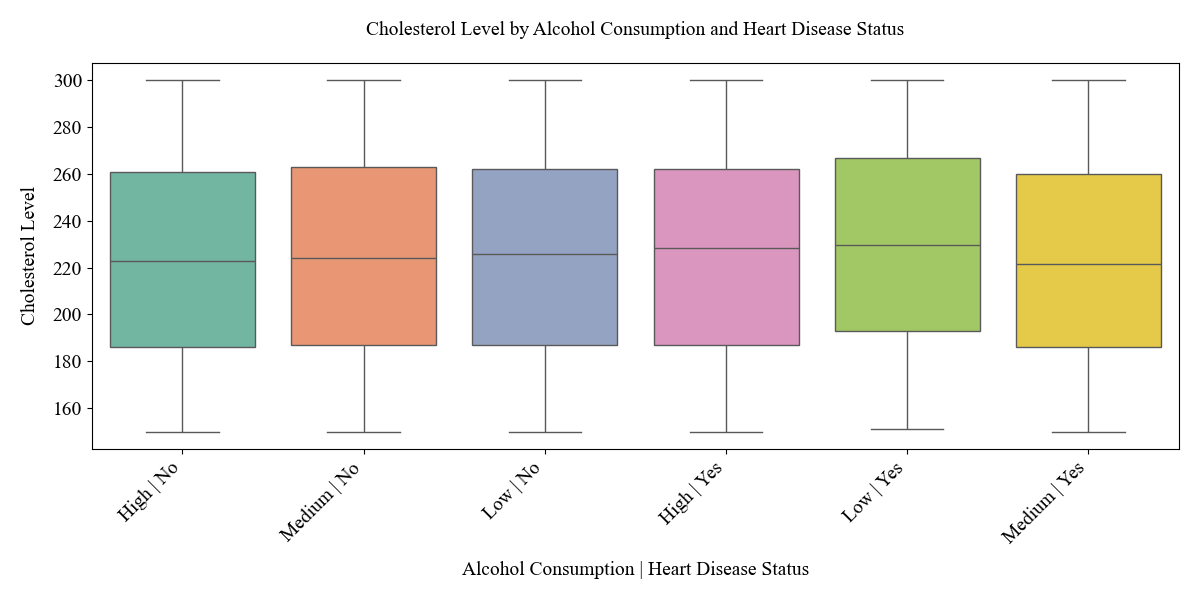 Cholesterol Level by Alcohol Consumption and Heart Disease Status
Cholesterol Level
300
280
260
240
220
200
180
160
High | No
Medium | No
Low | No
High | Yes
Low | Yes
Medium | Yes
Alcohol Consumption | Heart Disease Status